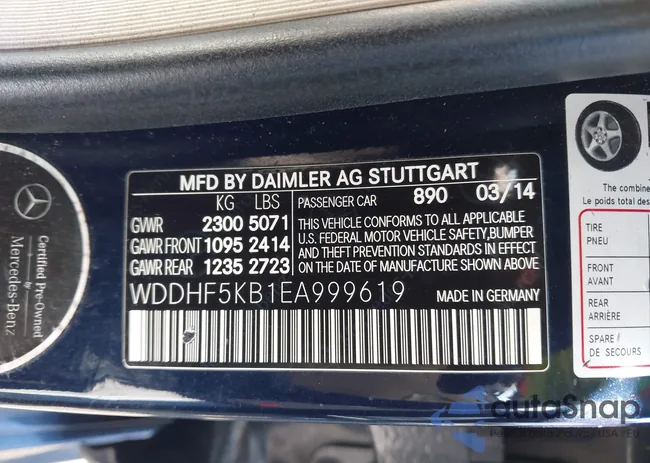 MFD BY DAIMLER AG STUTTGART
KG LBS PASSENGER CAR 890 03/14
GVWR 2300 5071
GAWR FRONT 1095 2414
GAWR REAR 1235 2723
THIS VEHICLE CONFORMS TO ALL APPLICABLE
U.S. FEDERAL MOTOR VEHICLE SAFETY,BUMPER
AND THEFT PREVENTION STANDARDS IN EFFECT
ON DATE OF MANUFACTURE SHOWN ABOVE.
WDDHF5KB1EA999619 MADE IN GERMANY
Certified Pre-Owned
Mercedes-Benz
The combine
Le poids total des
TIRE
PNEU
FRONT
AVANT
REAR
ARRIÈRE
SPARE
DE SECOURS
autoSnap